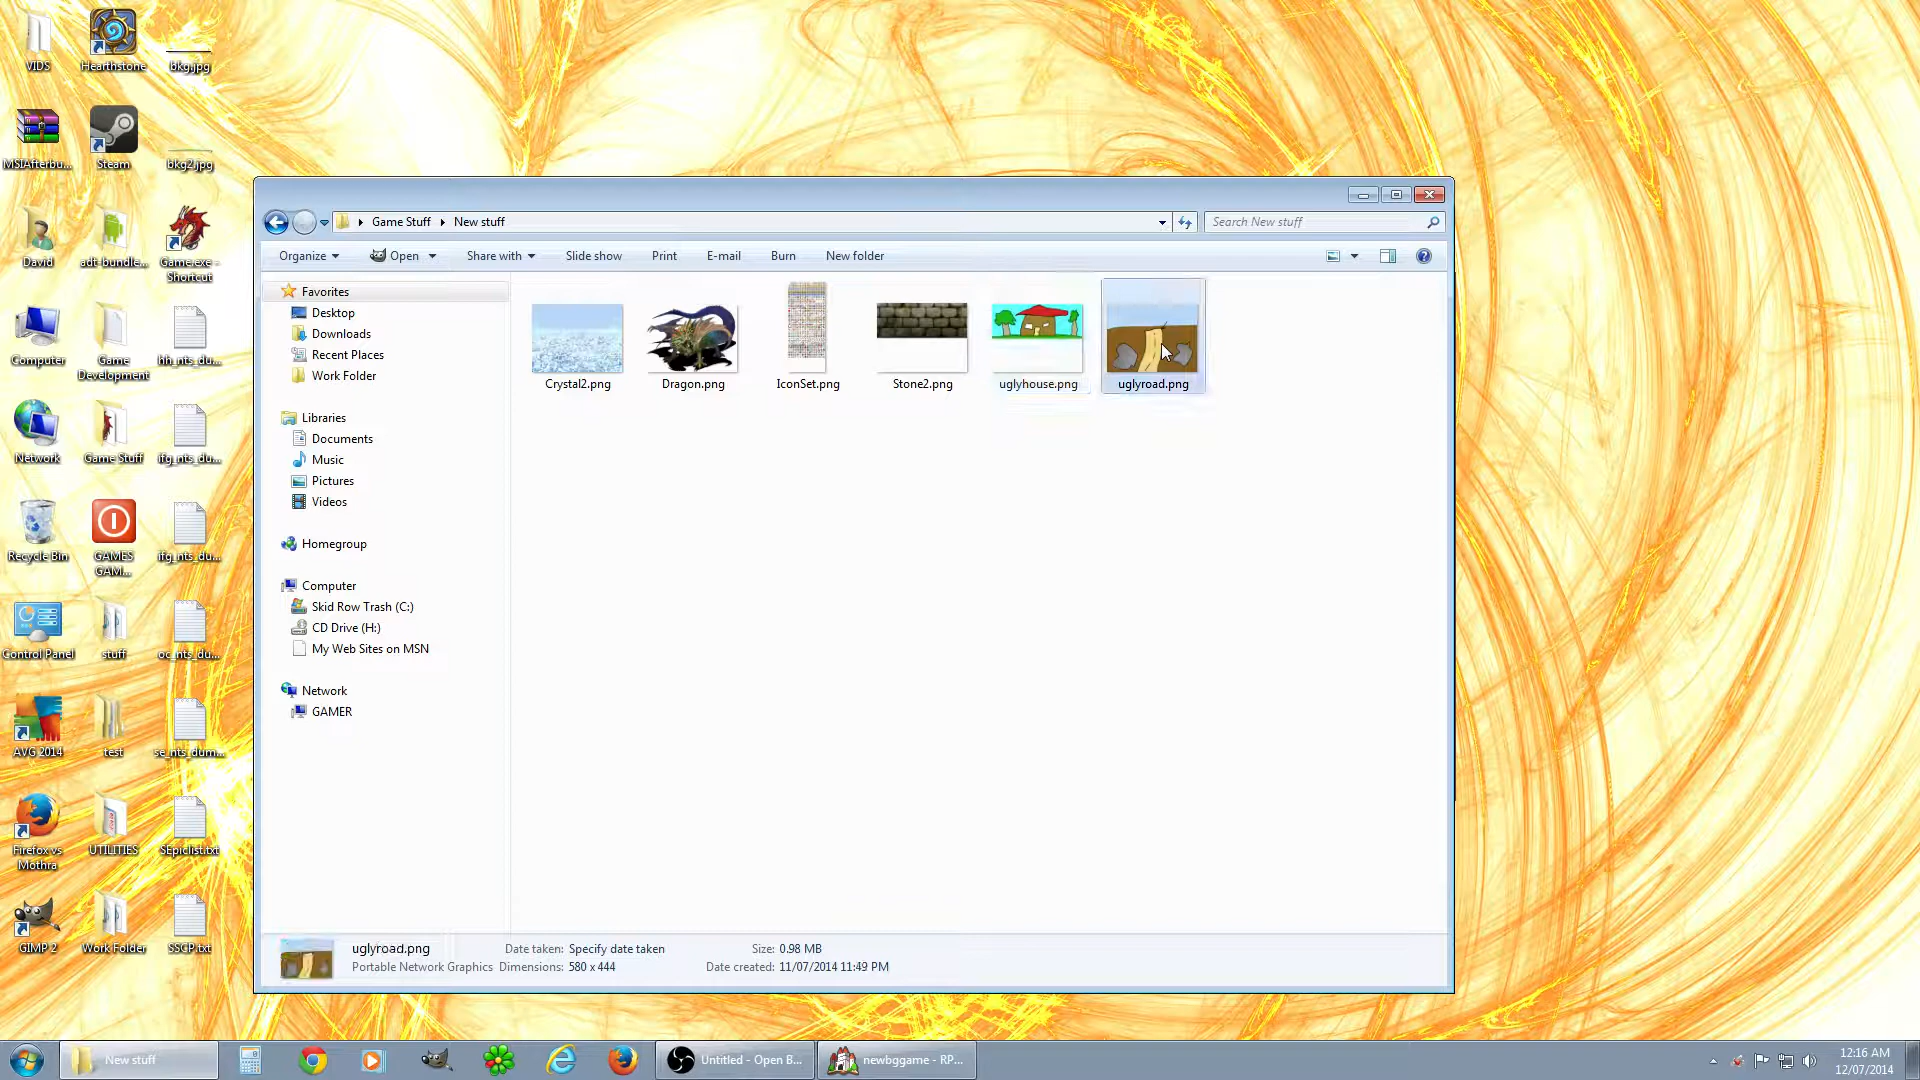 VIDS
Hearthstone
bkg.jpg
MSIAfterbu...
Steam
bkg2.jpg
David
adt-bundle...
Game.exe -
Shortcut
Computer
Game
Development
hh_nts_du...
Network
Game Stuff
ifg_nts_du...
Recycle Bin
GAMES
GAM...
ifg_nts_du...
Control Panel
stuff
oc_nts_du...
AVG 2014
test
se_nts_dum...
Firefox vs
Mothra
UTILITIES
SEpiclist.txt
GIMP 2
Work Folder
SSGP.txt
Game Stuff
New stuff
Search New stuff
Organize
Open
Share with
Slide show
Print
E-mail
Burn
New folder
Favorites
Desktop
Downloads
Recent Places
Work Folder
Libraries
Documents
Music
Pictures
Videos
Homegroup
Computer
Skid Row Trash (C:)
CD Drive (H:)
My Web Sites on MSN
Network
GAMER
Crystal2.png
Dragon.png
IconSet.png
Stone2.png
uglyhouse.png
uglyroad.png
uglyroad.png
Date taken: Specify date taken
Size: 0.98 MB
Portable Network Graphics
Dimensions: 580 x 444
Date created: 11/07/2014 11:49 PM
New stuff
Untitled - Open B...
newbggame - RP...
12:16 AM
12/07/2014